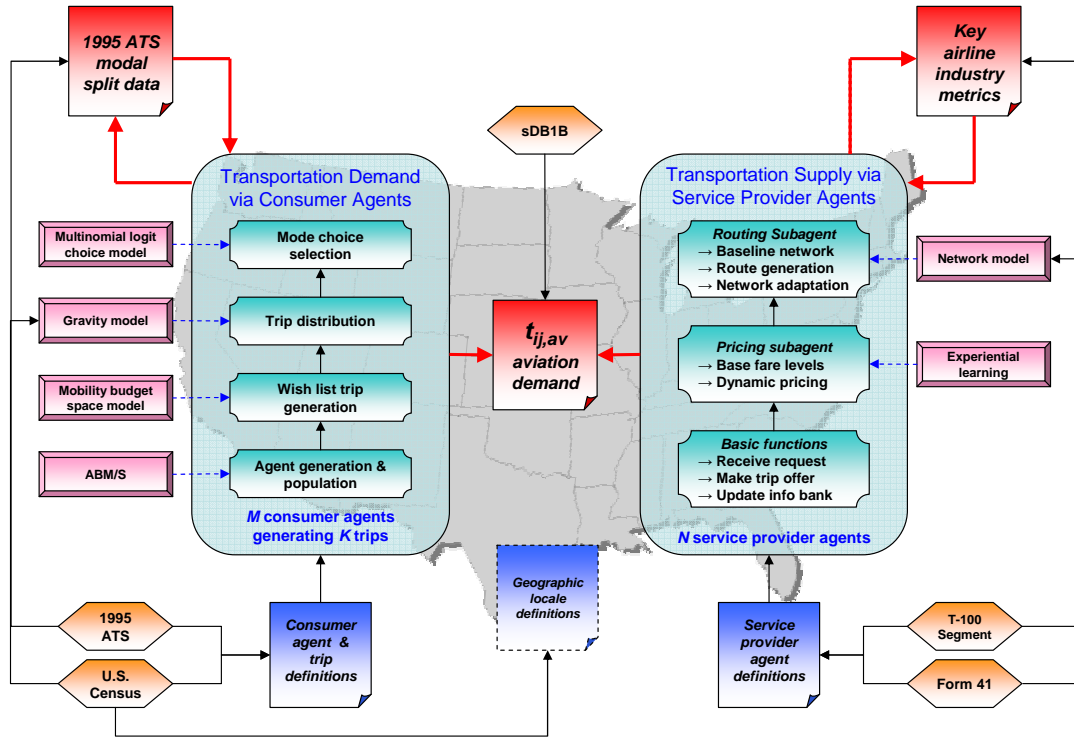 1995 ATS
modal
split data
Key
airline
industry
metrics
sDB1B
Transportation Demand
via Consumer Agents
Transportation Supply via
Service Provider Agents
Multinomial logit
choice model
Mode choice
selection
Routing Subagent
→ Baseline network
→ Route generation
→ Network adaptation
Network model
Gravity model
Trip distribution
t_{ij,av}
aviation
demand
Pricing subagent
→ Base fare levels
→ Dynamic pricing
Experiential
learning
Mobility budget
space model
Wish list trip
generation
ABM/S
Agent generation &
population
Basic functions
→ Receive request
→ Make trip offer
→ Update info bank
M consumer agents
generating K trips
N service provider agents
Geographic
locale
definitions
1995
ATS
U.S.
Census
Consumer
agent &
trip
definitions
Service
provider
agent
definitions
T-100
Segment
Form 41